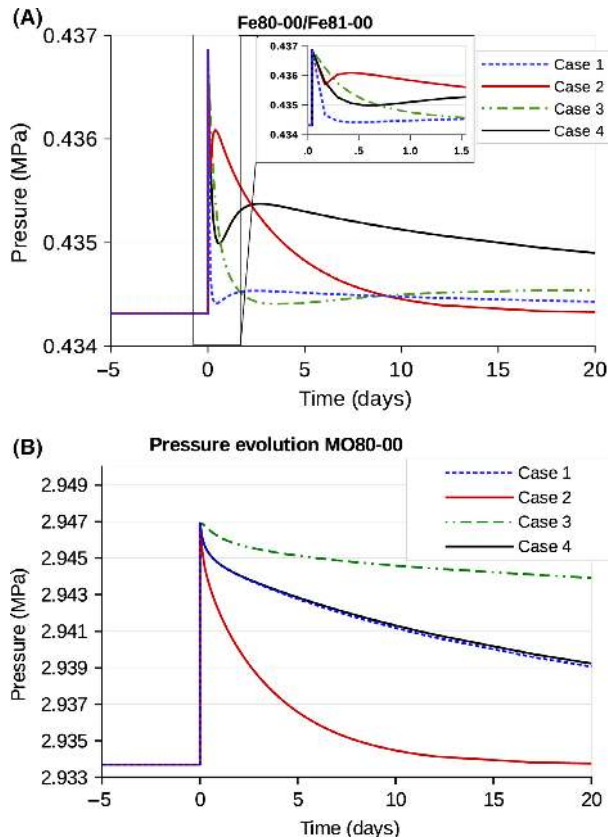 (A)
Fe80-00/Fe81-00
0.437
0.436
0.435
0.434
Pressure (MPa)
-5
0
5
10
15
20
Time (days)
0.437
0.436
0.435
0.434
.0
.5
1.0
1.5
Case 1
Case 2
Case 3
Case 4
(B)
Pressure evolution MO80-00
2.949
2.947
2.945
2.943
2.941
2.939
2.937
2.935
2.933
Pressure (MPa)
−5
0
5
10
15
20
Time (days)
Case 1
Case 2
Case 3
Case 4